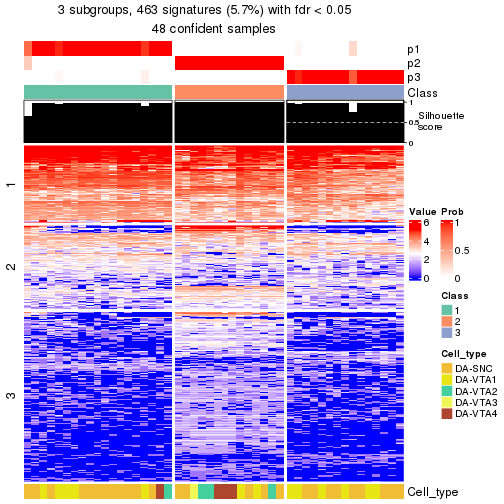 3 subgroups, 463 signatures (5.7%) with fdr < 0.05
48 confident samples
p1
p2
p3
Class
1
0.5
0
Silhouette
score
1
2
3
Value
6
4
2
0
Prob
1
0.5
0
Class
1
2
3
Cell_type
DA-SNC
DA-VTA1
DA-VTA2
DA-VTA3
DA-VTA4
Cell_type